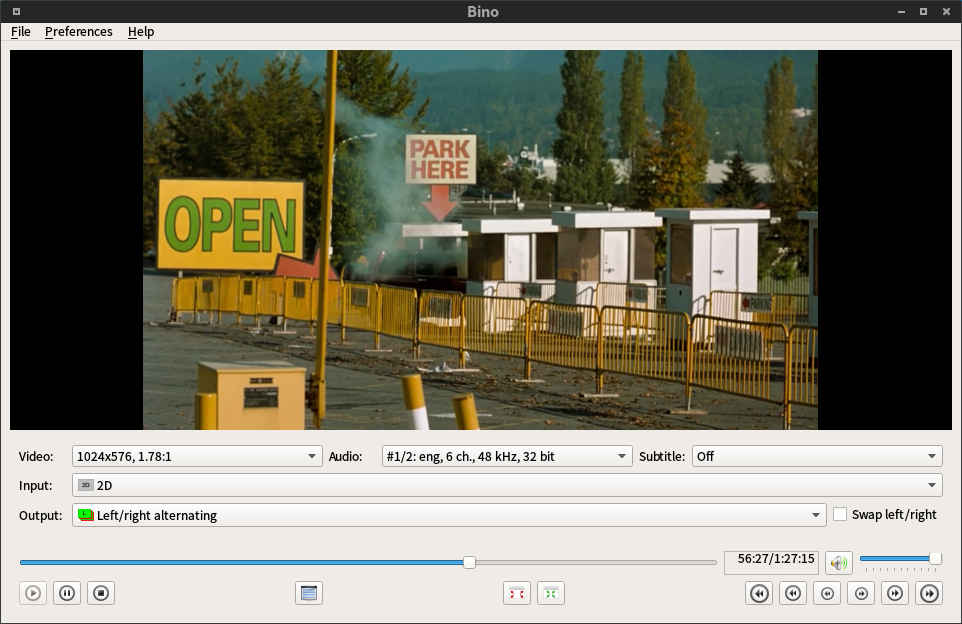 Bino
File Preferences Help
OPEN
PARK
HERE
Video: 1024x576, 1.78:1 Audio: #1/2: eng, 6 ch., 48 kHz, 32 bit Subtitle: Off
Input: 2D 2D
Output: Left/right alternating Swap left/right
56:27/1:27:15